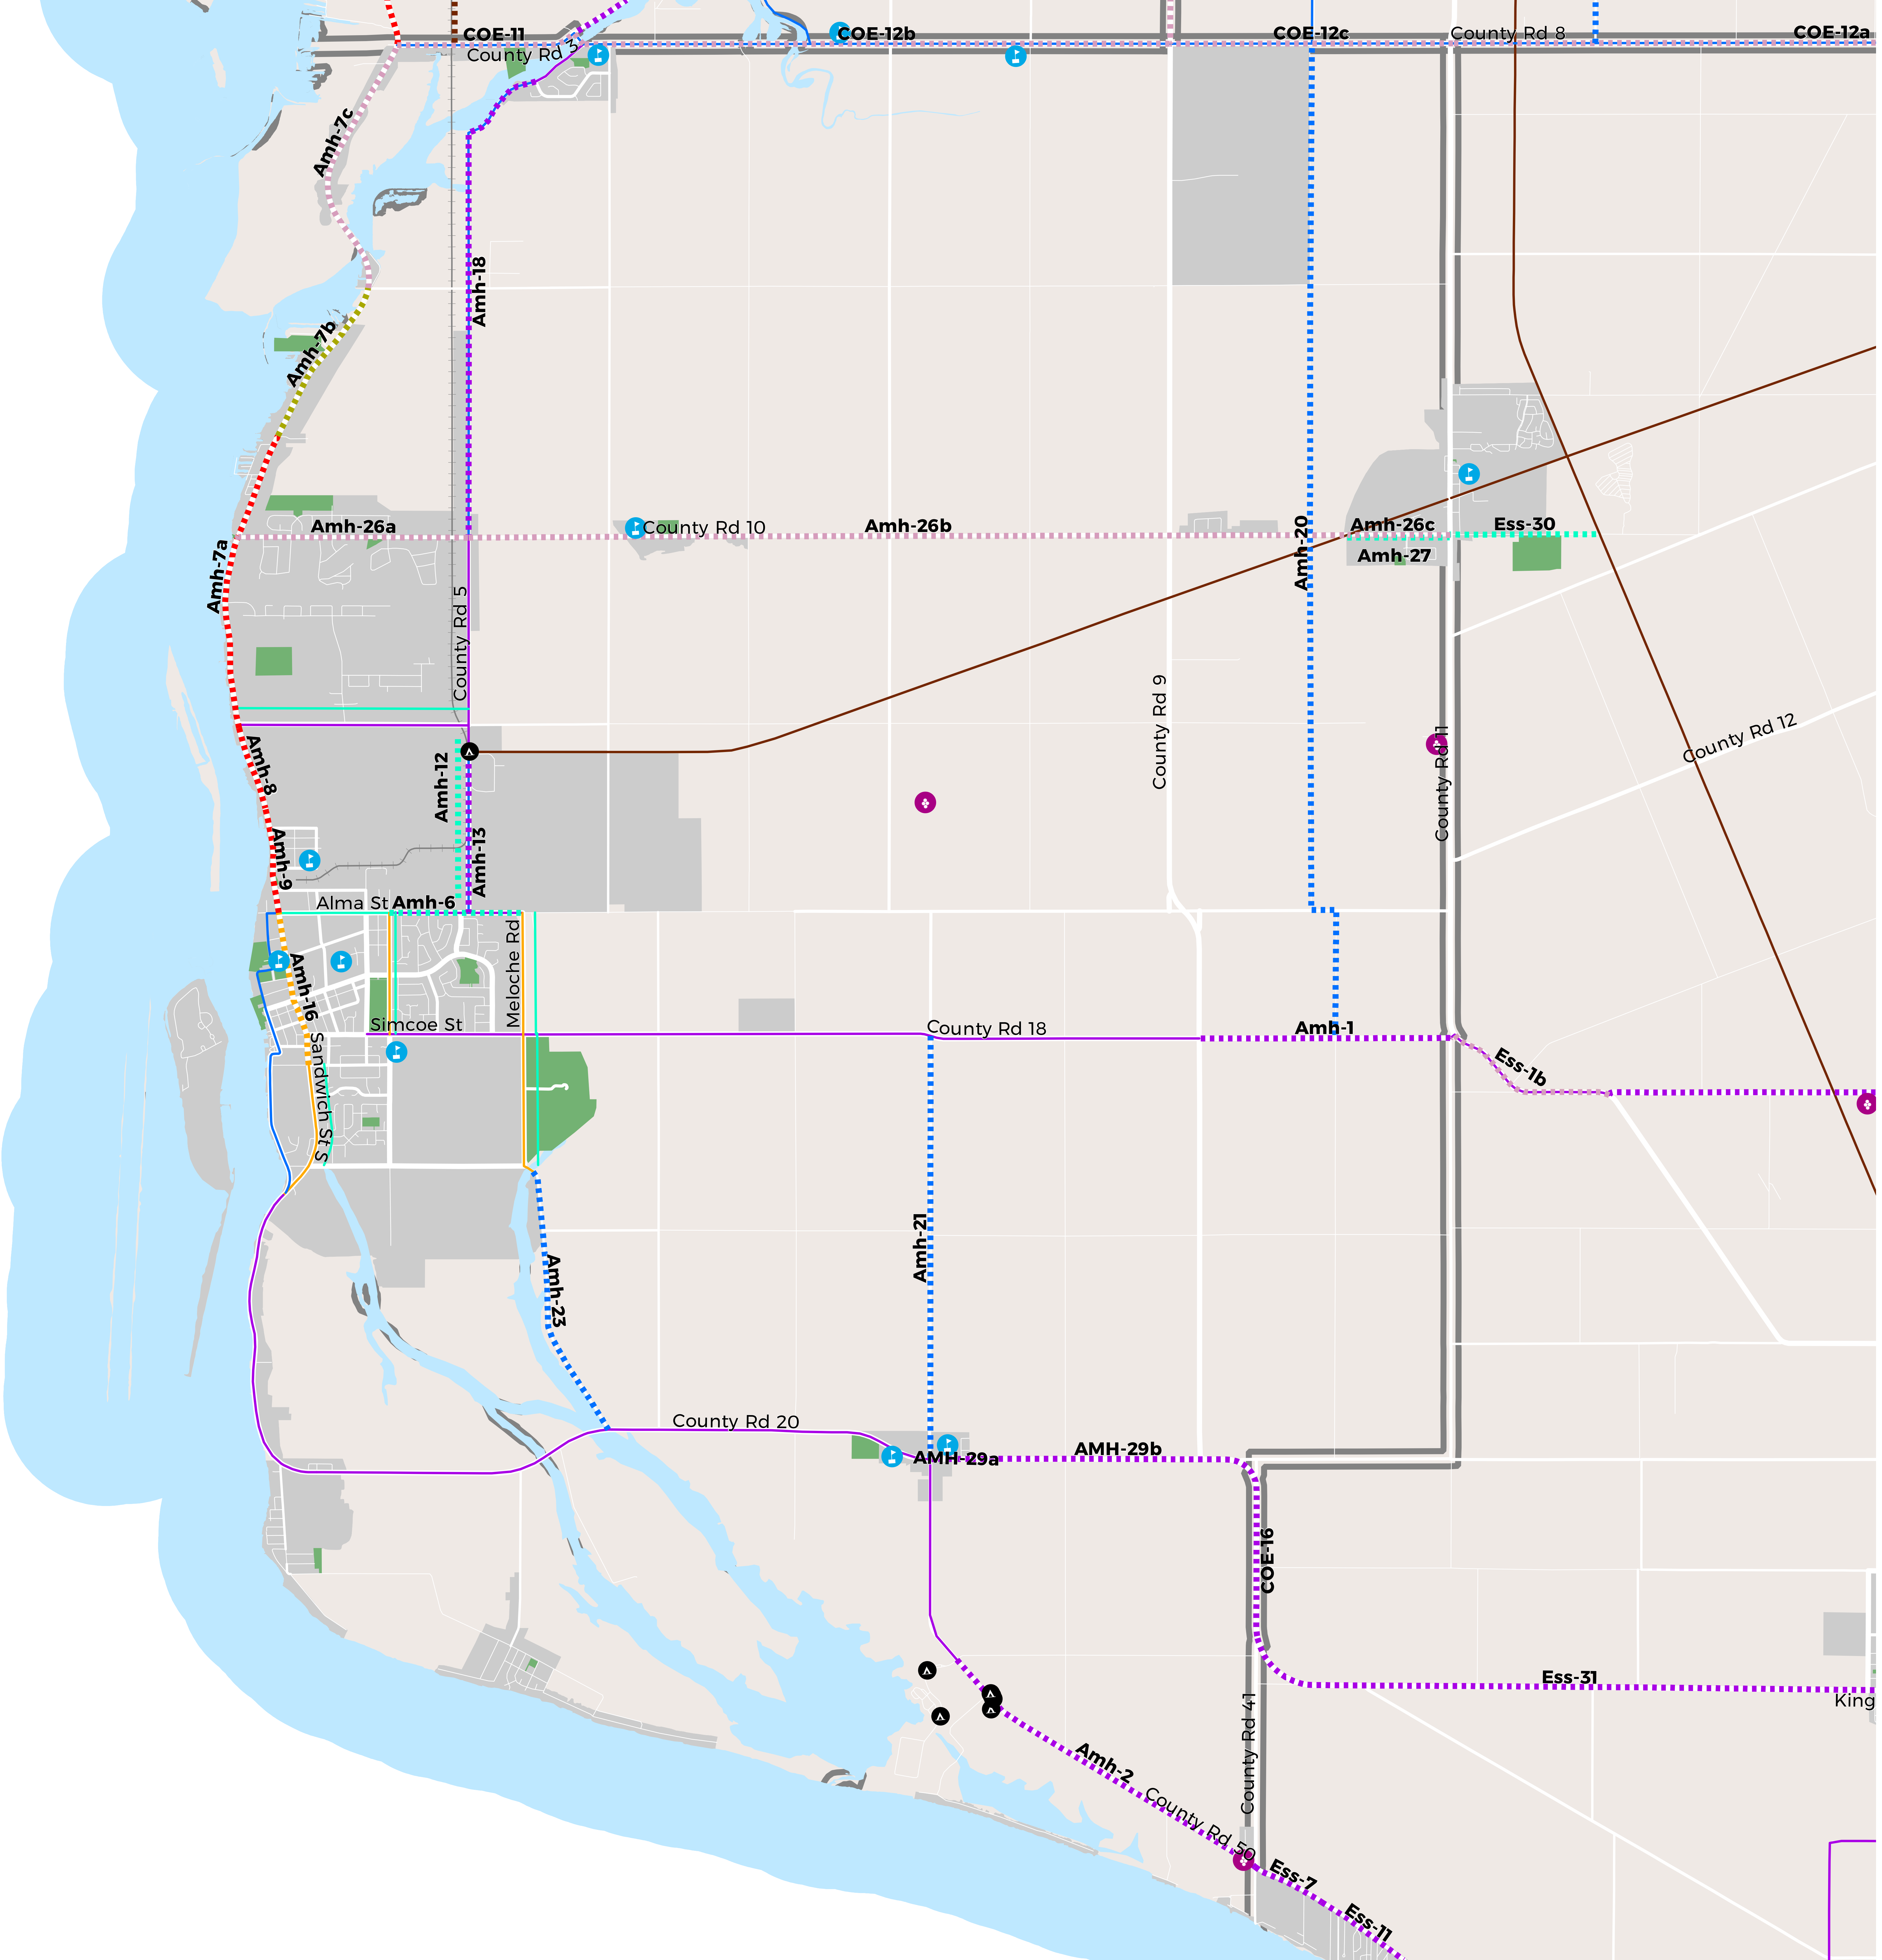 COE-11
COE-12b
COE-12c
County Rd 8
COE-12a
County Rd 3
Amh-7c
Amh-18
Amh-7b
Amh-26a
County Rd 10
Amh-26b
Amh-20
Amh-26c
Ess-30
Amh-27
Amh-7a
County Rd 5
County Rd 9
County Rd 11
County Rd 12
Amh-8
Amh-12
Amh-13
Amh-9
Alma St
Amh-6
Meloche Rd
Amh-16
Simcoe St
County Rd 18
Amh-1
Ess-1b
Sandwich St S
Amh-21
Amh-23
County Rd 20
AMH-29a
AMH-29b
COE-16
Ess-31
King
County Rd 41
Amh-2
County Rd 50
Ess-7
Ess-11